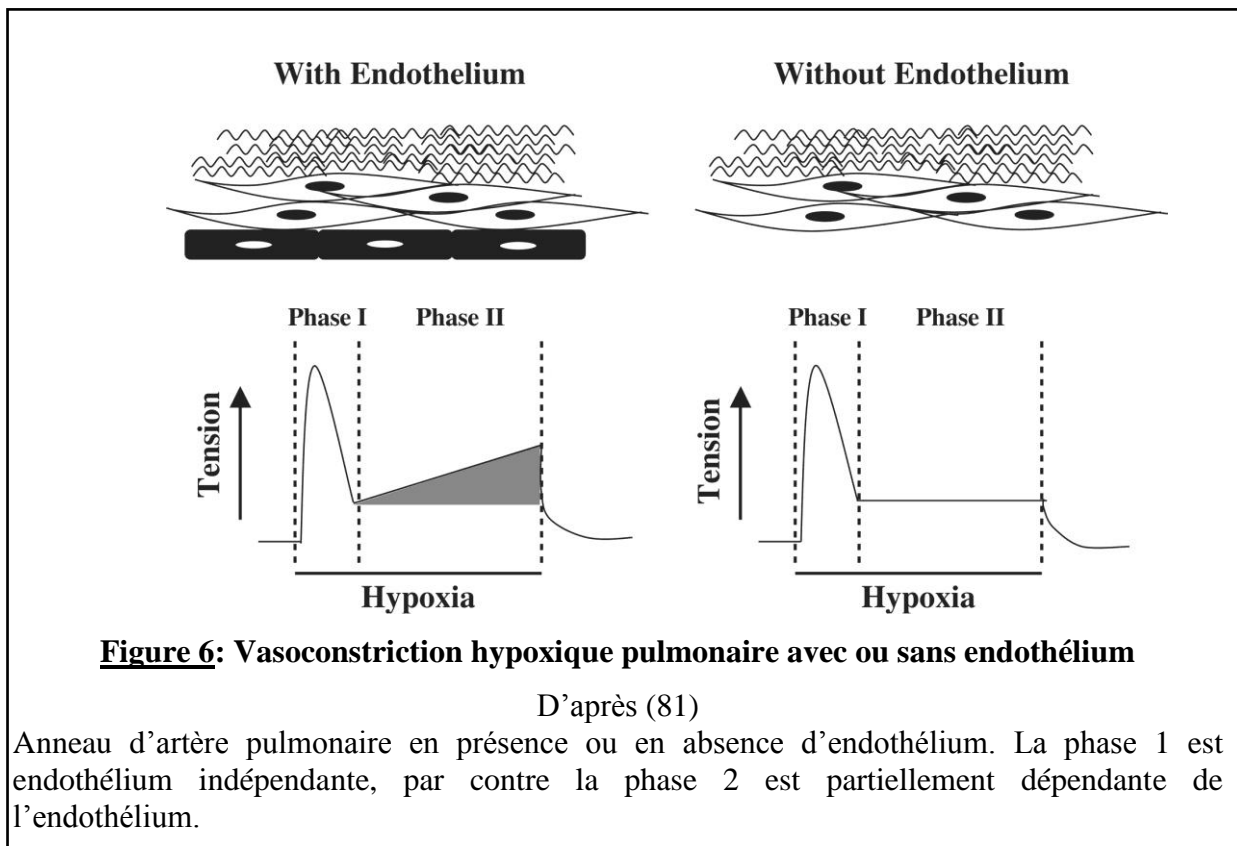 With Endothelium
Without Endothelium
Phase I Phase II
Phase I Phase II
Tension
Tension
Hypoxia
Hypoxia
Figure 6: Vasoconstriction hypoxique pulmonaire avec ou sans endothélium
D’après (81)
Anneau d’artère pulmonaire en présence ou en absence d’endothélium. La phase 1 est
endothélium indépendante, par contre la phase 2 est partiellement dépendante de
l’endothélium.